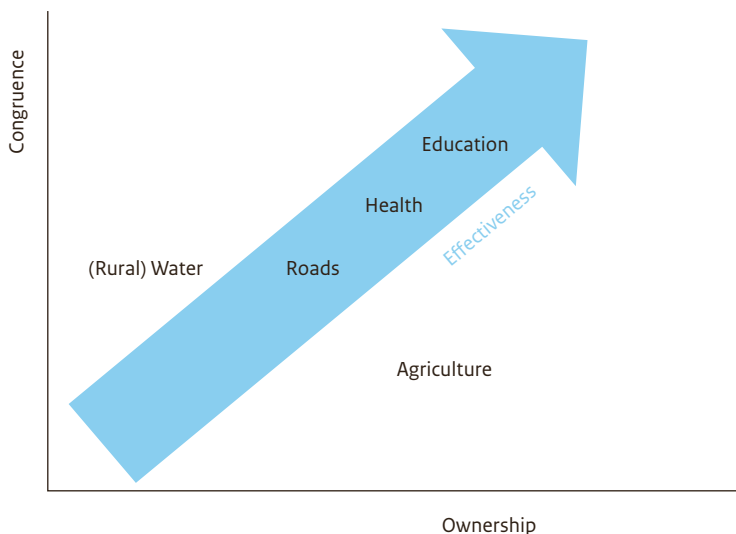 Congruence
Education
Health
Effectiveness
(Rural) Water
Roads
Agriculture
Ownership